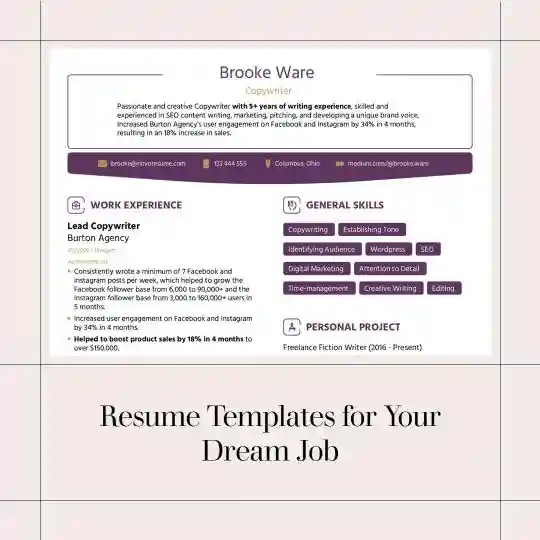 Brooke Ware
Copywriter
Passionate and creative Copywriter with 5+ years of writing experience, skilled and
experienced in SEO content writing, marketing, pitching, and developing a unique brand voice.
Increased Burton Agency's user engagement on Facebook and Instagram by 34% in 4 months,
resulting in an 18% increase in sales.
brooke@novoresume.com 123 444 555 Columbus, Ohio medium.com/@brooke.ware
WORK EXPERIENCE
Lead Copywriter
Burton Agency
Present
Achievements
• Consistently wrote a minimum of 7 Facebook and
Instagram posts per week, which helped to grow the
Facebook follower base from 6,000 to 90,000+ and the
Instagram follower base from 3,000 to 160,000+ users in
5 months.
• Increased user engagement on Facebook and Instagram
by 34% in 4 months.
• Helped to boost product sales by 18% in 4 months to
over $150,000.
GENERAL SKILLS
Copywriting Establishing Tone
Identifying Audience Wordpress SEO
Digital Marketing Attention to Detail
Time-management Creative Writing Editing
PERSONAL PROJECT
Freelance Fiction Writer (2016 - Present)
Resume Templates for Your
Dream Job